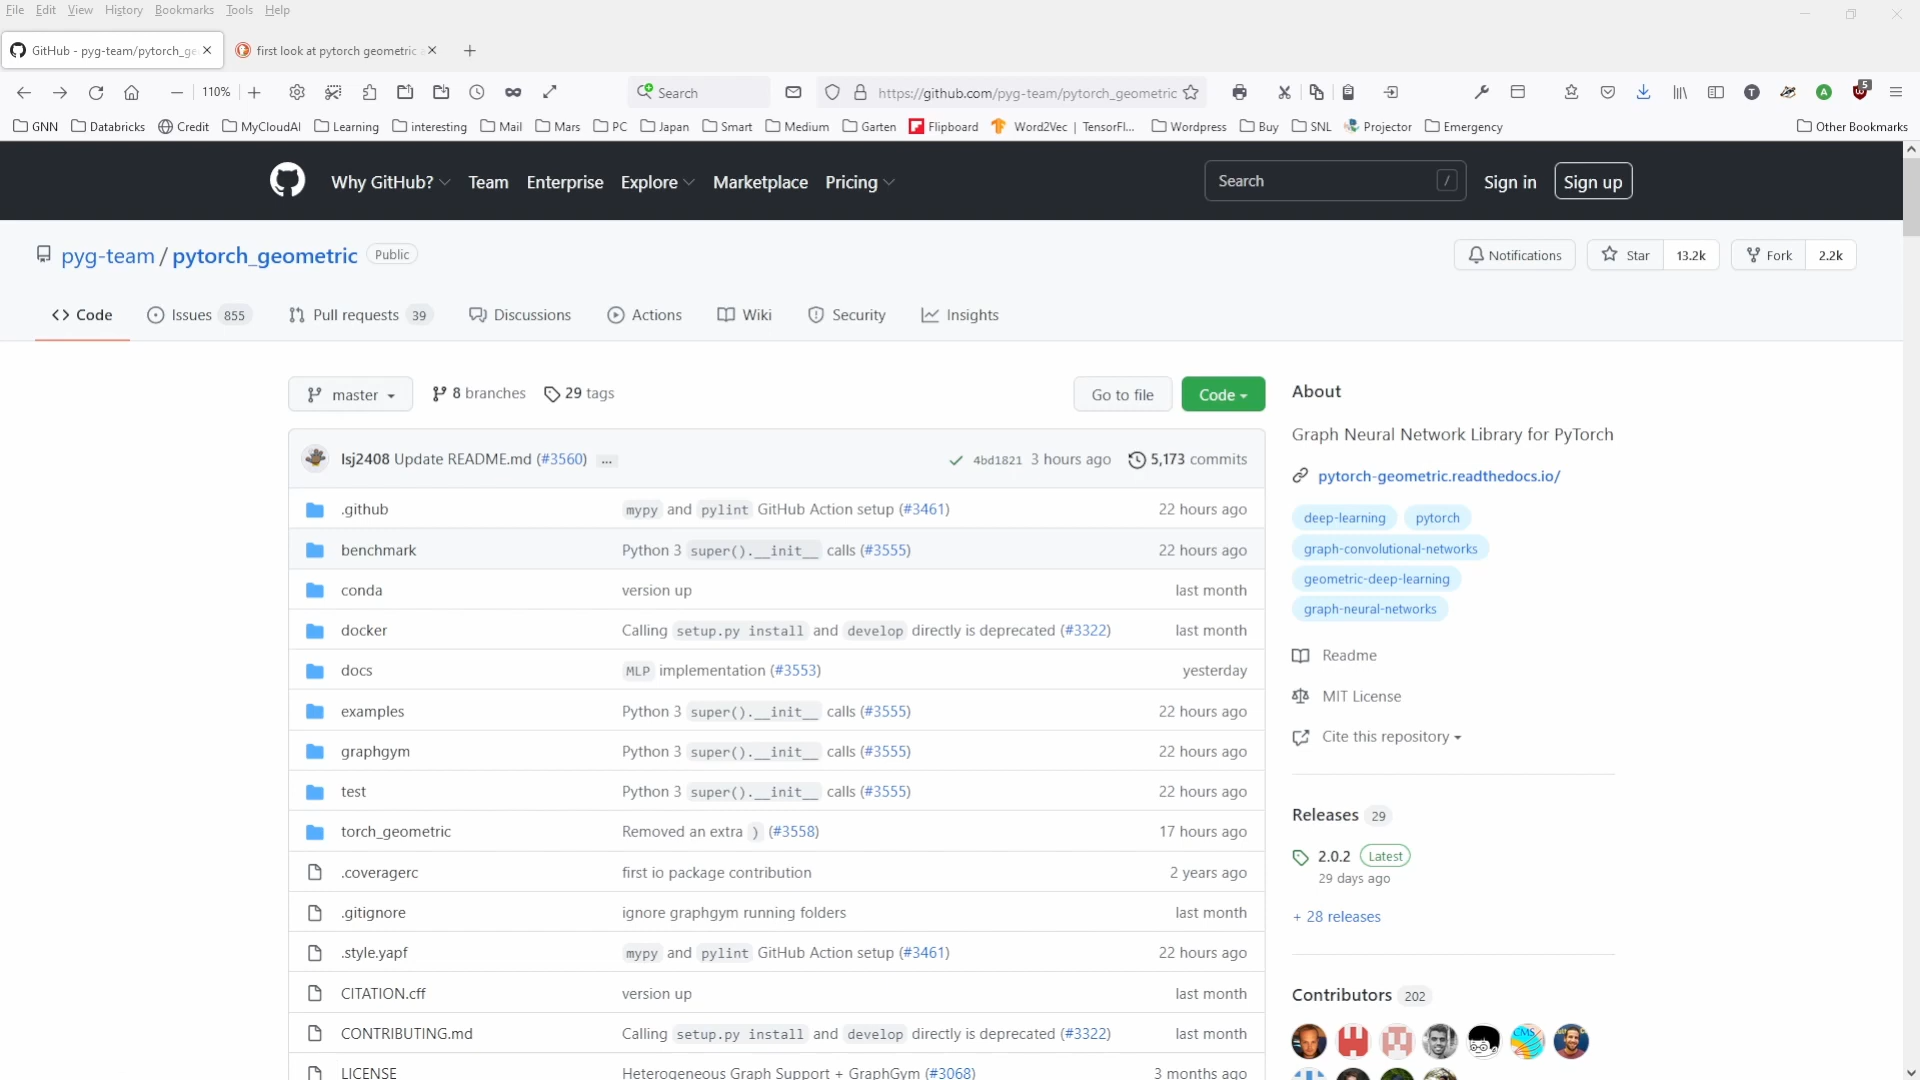 File Edit View History Bookmarks Tools Help
GitHub - pyg-team/pytorch_ge
first look at pytorch geometric
110%
Search
https://github.com/pyg-team/pytorch_geometric
T
A
5
GNN Databricks Credit MyCloudAI Learning interesting Mail Mars PC Japan Smart Medium Garten Flipboard Word2Vec | TensorFl... Wordpress Buy SNL Projector Emergency Other Bookmarks
Why GitHub? Team Enterprise Explore Marketplace Pricing Search / Sign in Sign up
pyg-team / pytorch_geometric Public
Notifications Star 13.2k Fork 2.2k
Code Issues 855 Pull requests 39 Discussions Actions Wiki Security Insights
master 8 branches 29 tags Go to file Code
lsj2408 Update README.md (#3560) ... 4bd1821 3 hours ago 5,173 commits
.github mypy and pylint GitHub Action setup (#3461) 22 hours ago
benchmark Python 3 super().__init__ calls (#3555) 22 hours ago
conda version up last month
docker Calling setup.py install and develop directly is deprecated (#3322) last month
docs MLP implementation (#3553) yesterday
examples Python 3 super().__init__ calls (#3555) 22 hours ago
graphgym Python 3 super().__init__ calls (#3555) 22 hours ago
test Python 3 super().__init__ calls (#3555) 22 hours ago
torch_geometric Removed an extra ) (#3558) 17 hours ago
.coveragerc first io package contribution 2 years ago
.gitignore ignore graphgym running folders last month
.style.yapf mypy and pylint GitHub Action setup (#3461) 22 hours ago
CITATION.cff version up last month
CONTRIBUTING.md Calling setup.py install and develop directly is deprecated (#3322) last month
LICENSE Heterogeneous Graph Support + GraphGym (#3068) 3 months ago
About
Graph Neural Network Library for PyTorch
pytorch-geometric.readthedocs.io/
deep-learning pytorch
graph-convolutional-networks
geometric-deep-learning
graph-neural-networks
Readme
MIT License
Cite this repository
Releases 29
2.0.2 Latest
29 days ago
+ 28 releases
Contributors 202
CMS